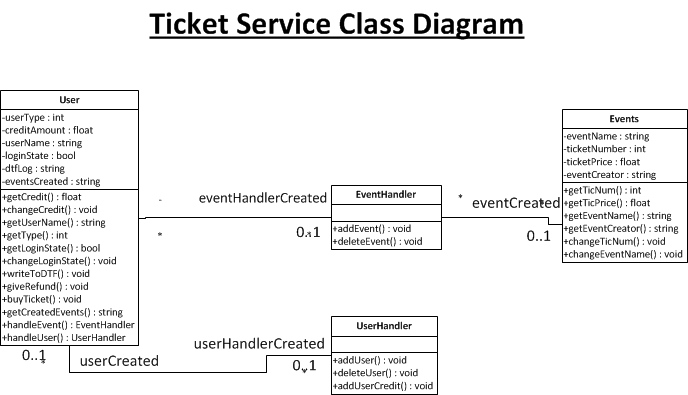 Ticket Service Class Diagram
User
-userType : int
-creditAmount : float
-userName : string
-loginState : bool
-dtfLog : string
-eventsCreated : string
+getCredit() : float
+changeCredit() : void
+getUserName() : string
+getType() : int
+getLoginState() : bool
+changeLoginState() : void
+writeToDTF() : void
+giveRefund() : void
+buyTicket() : void
+getCreatedEvents() : string
+handleEvent() : EventHandler
+handleUser() : UserHandler
-
*
eventHandlerCreated
0..1
EventHandler
+addEvent() : void
+deleteEvent() : void
*
eventCreated
0..1
Events
-eventName : string
-ticketNumber : int
-ticketPrice : float
-eventCreator : string
+getTicNum() : int
+getTicPrice() : float
+getEventName() : string
+getEventCreator() : string
+changeTicNum() : void
+changeEventName() : void
0..1
*
userCreated
userHandlerCreated
0..1
UserHandler
+addUser() : void
+deleteUser() : void
+addUserCredit() : void